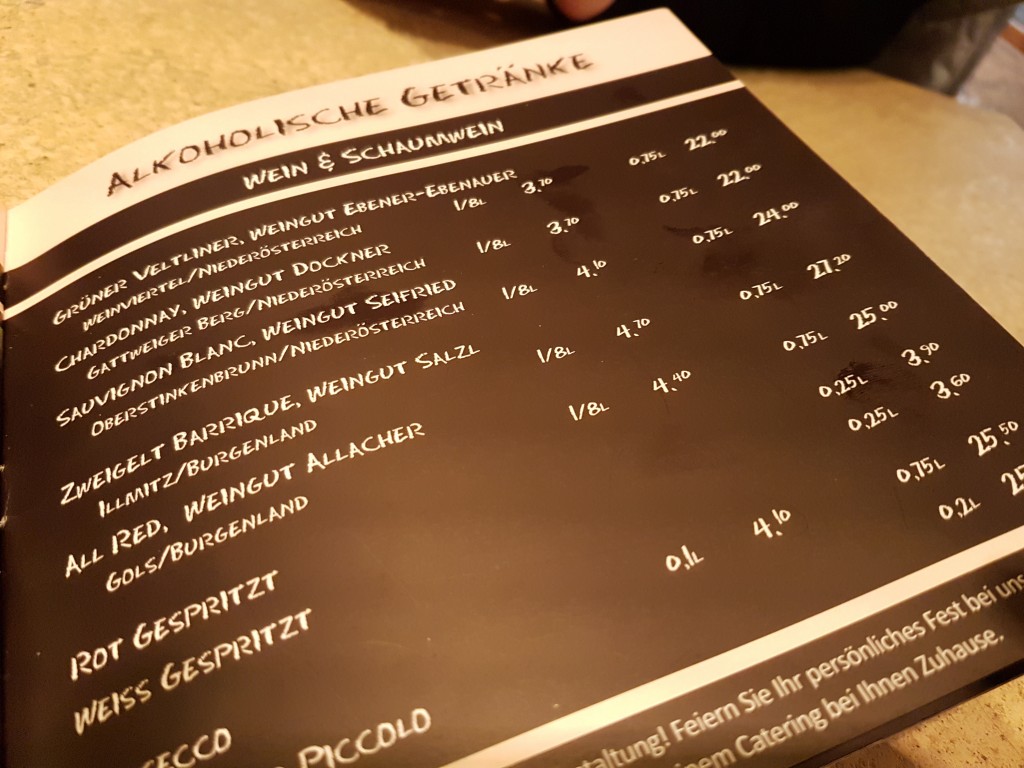 ALKOHOLISCHE GETRÄNKE
WEIN & SCHAUMWEIN
GRÜNER VELTLINER, WEINGUT EBENER-EBENAUER 1/8L 3.70 0,75L 22.00
WEINVIERTEL/NIEDERÖSTERREICH
CHARDONNAY, WEINGUT DOCKNER 1/8L 3.70 0,75L 22.00
GATTWEIGER BERG/NIEDERÖSTERREICH
SAUVIGNON BLANC, WEINGUT SEIFRIED 1/8L 4.10 0,75L 24.00
OBERSTINKENBRUNN/NIEDERÖSTERREICH
ZWEIGELT BARRIQUE, WEINGUT SALZL 1/8L 4.70 0,75L 27.20
ILLMITZ/BURGENLAND
ALL RED, WEINGUT ALLACHER 1/8L 4.40 0,75L 25.00
GOLS/BURGENLAND
ROT GESPRITZT 0,25L 3.90
WEISS GESPRITZT 0,25L 3.60
SECCO 0,1L 4.10 0,75L 25.50
PICCOLO 0,2L
Feiern Sie Ihr persönliches Fest bei uns
Catering bei Ihnen Zuhause.